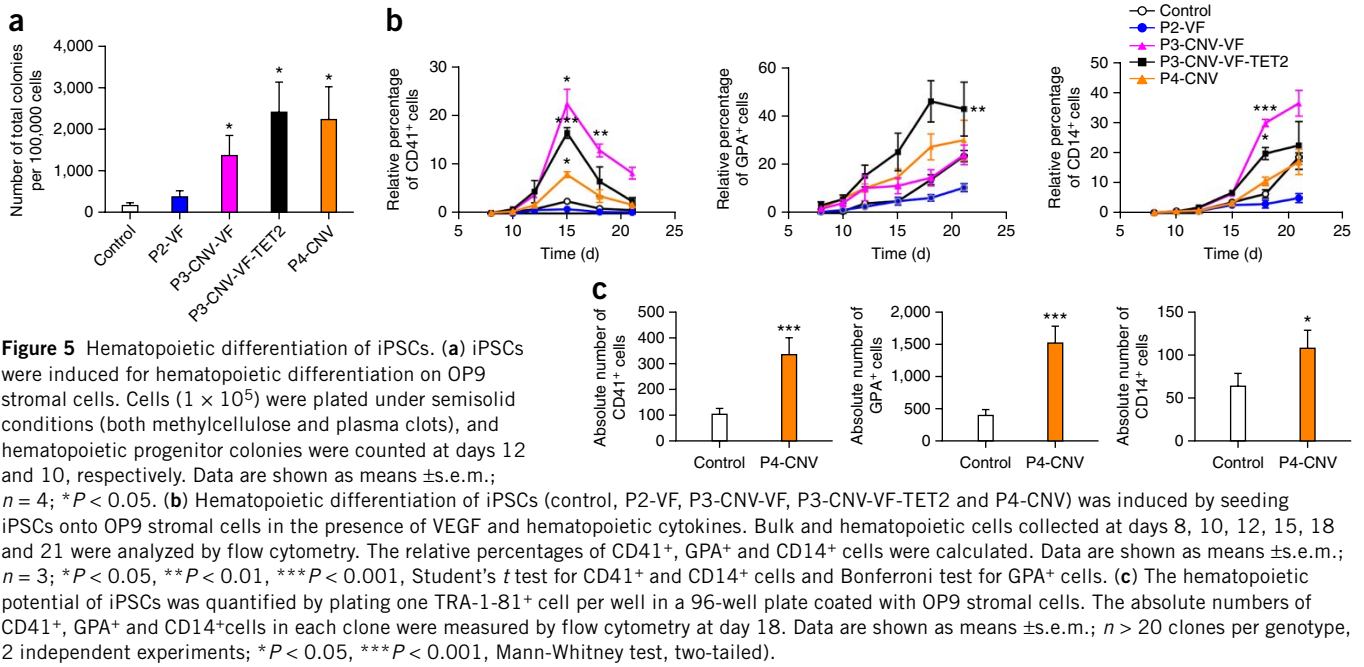 a
Number of total colonies
per 100,000 cells
4,000
3,000
2,000
1,000
0
*
*
*
Control
P2-VF
P3-CNV-VF
P3-CNV-VF-TET2
P4-CNV
b
Relative percentage
of CD41+ cells
30
20
10
0
*
***
**
*
5 10 15 20 25
Time (d)
Relative percentage
of GPA+ cells
60
40
20
0
**
5 10 15 20 25
Time (d)
Relative percentage
of CD14+ cells
50
40
30
20
10
0
***
*
5 10 15 20 25
Time (d)
Control
P2-VF
P3-CNV-VF
P3-CNV-VF-TET2
P4-CNV
c
Absolute number of
CD41+ cells
500
400
300
200
100
0
***
Control P4-CNV
Absolute number of
GPA+ cells
2,000
1,500
1,000
500
0
***
Control P4-CNV
Absolute number of
CD14+ cells
150
100
50
0
*
Control P4-CNV
Figure 5 Hematopoietic differentiation of iPSCs. (a) iPSCs
were induced for hematopoietic differentiation on OP9
stromal cells. Cells (1 × 10⁵) were plated under semisolid
conditions (both methylcellulose and plasma clots), and
hematopoietic progenitor colonies were counted at days 12
and 10, respectively. Data are shown as means ±s.e.m.;
n = 4; *P < 0.05. (b) Hematopoietic differentiation of iPSCs (control, P2-VF, P3-CNV-VF, P3-CNV-VF-TET2 and P4-CNV) was induced by seeding
iPSCs onto OP9 stromal cells in the presence of VEGF and hematopoietic cytokines. Bulk and hematopoietic cells collected at days 8, 10, 12, 15, 18
and 21 were analyzed by flow cytometry. The relative percentages of CD41+, GPA+ and CD14+ cells were calculated. Data are shown as means ±s.e.m.;
n = 3; *P < 0.05, **P < 0.01, ***P < 0.001, Student's t test for CD41+ and CD14+ cells and Bonferroni test for GPA+ cells. (c) The hematopoietic
potential of iPSCs was quantified by plating one TRA-1-81+ cell per well in a 96-well plate coated with OP9 stromal cells. The absolute numbers of
CD41+, GPA+ and CD14+cells in each clone were measured by flow cytometry at day 18. Data are shown as means ±s.e.m.; n > 20 clones per genotype,
2 independent experiments; *P < 0.05, ***P < 0.001, Mann-Whitney test, two-tailed).